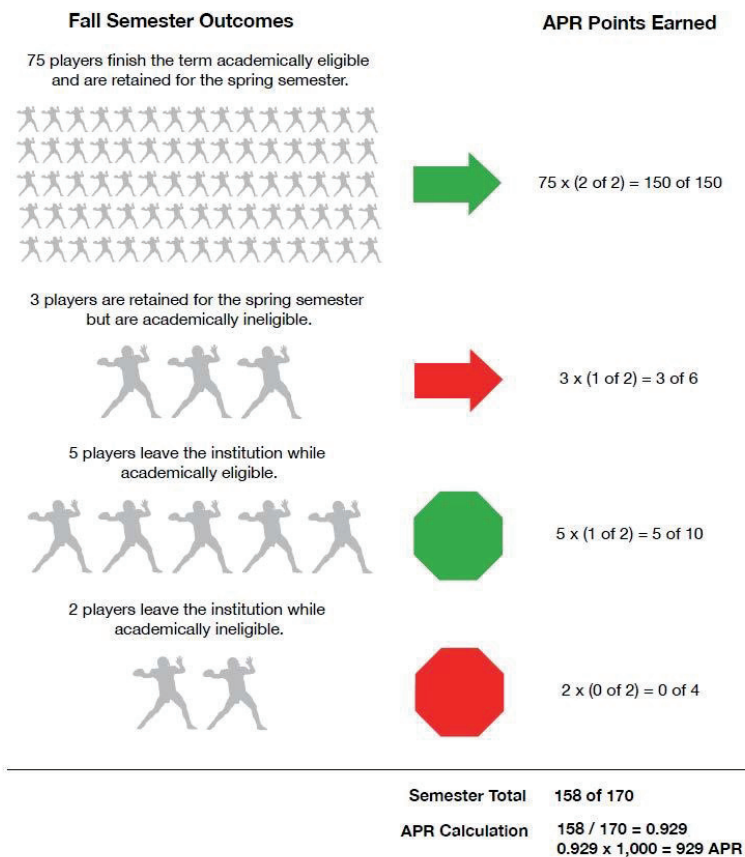 Fall Semester Outcomes
APR Points Earned
75 players finish the term academically eligible
and are retained for the spring semester.
75 x (2 of 2) = 150 of 150
3 players are retained for the spring semester
but are academically ineligible.
3 x (1 of 2) = 3 of 6
5 players leave the institution while
academically eligible.
5 x (1 of 2) = 5 of 10
2 players leave the institution while
academically ineligible.
2 x (0 of 2) = 0 of 4
Semester Total 158 of 170
APR Calculation 158 / 170 = 0.929
0.929 x 1,000 = 929 APR